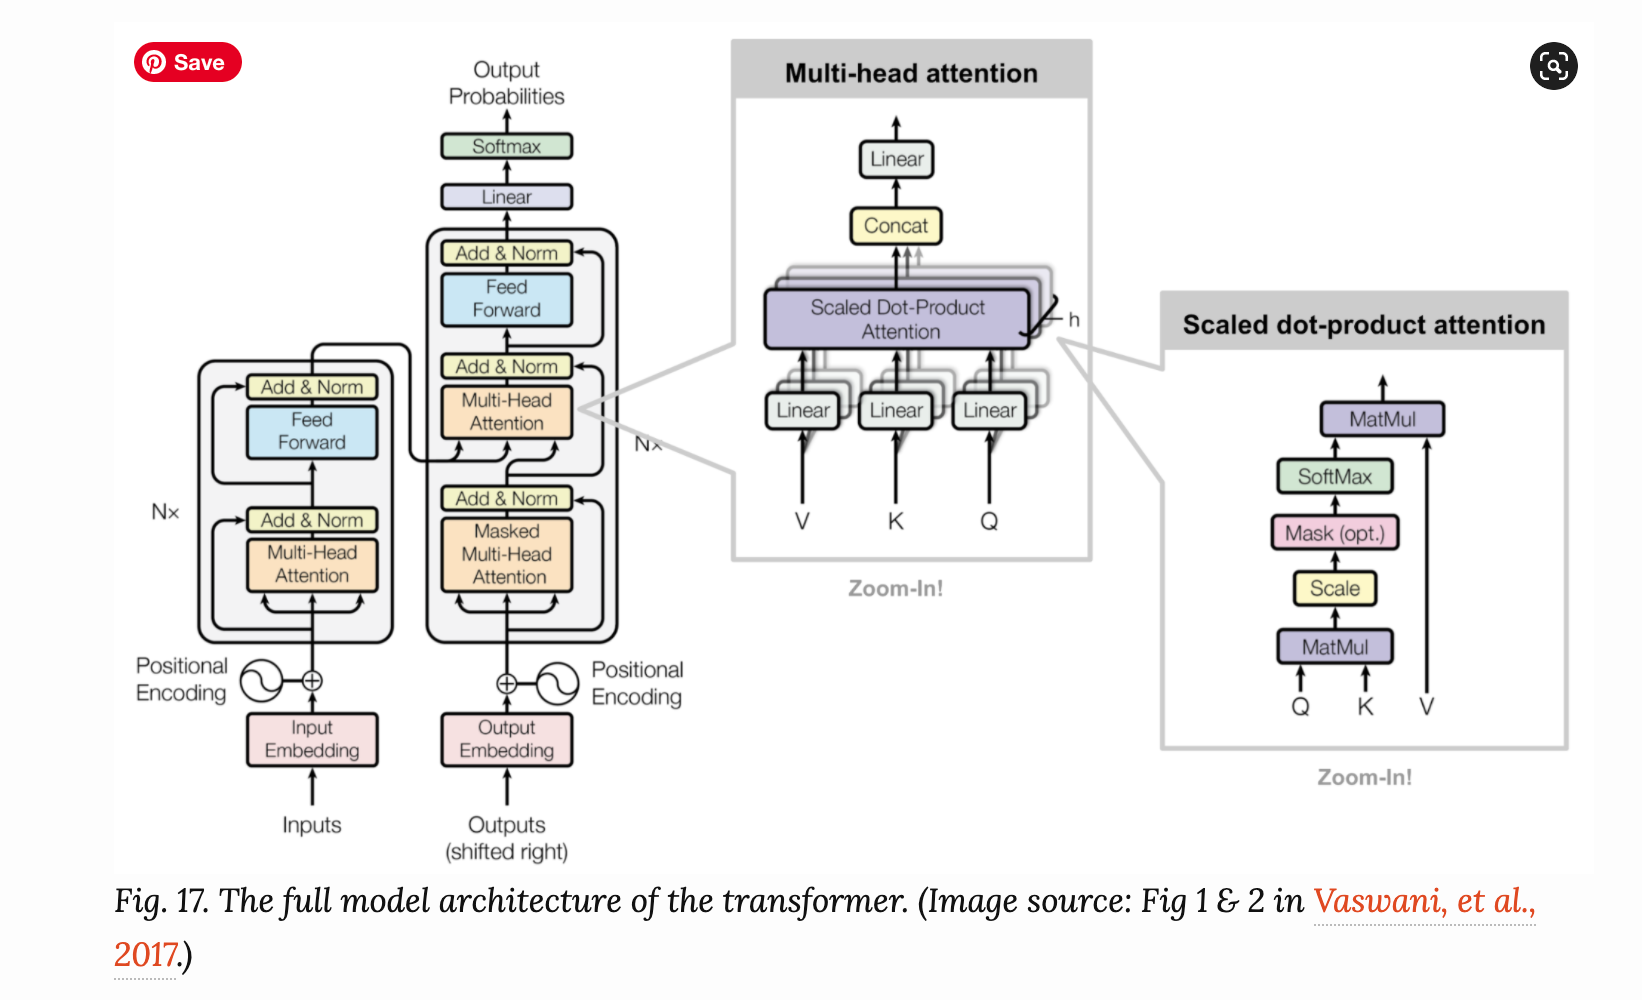 Save
Output
Probabilities
Softmax
Linear
Add & Norm
Feed
Forward
Add & Norm
Multi-Head
Attention
Nx
Add & Norm
Masked
Multi-Head
Attention
Positional
Encoding
Output
Embedding
Outputs
(shifted right)
Add & Norm
Feed
Forward
Nx
Add & Norm
Multi-Head
Attention
Positional
Encoding
Input
Embedding
Inputs
Multi-head attention
Linear
Concat
Scaled Dot-Product
Attention
h
Linear Linear Linear
V K Q
Zoom-In!
Scaled dot-product attention
MatMul
SoftMax
Mask (opt.)
Scale
MatMul
Q K V
Zoom-In!
Fig. 17. The full model architecture of the transformer. (Image source: Fig 1 & 2 in Vaswani, et al.,
2017.)